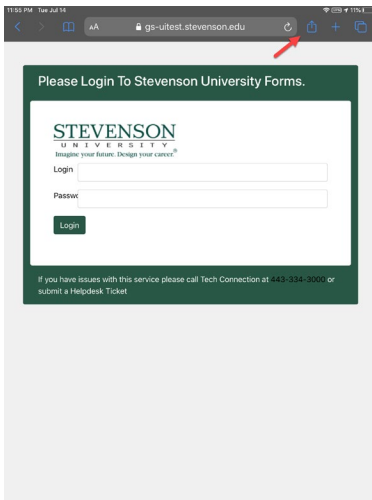 11:55 PM Tue Jul 14 11%
AA gs-uitest.stevenson.edu
Please Login To Stevenson University Forms.
STEVENSON
UNIVERSITY
Imagine your future. Design your career.®
Login
Passwo
Login
If you have issues with this service please call Tech Connection at 443-334-3000 or
submit a Helpdesk Ticket